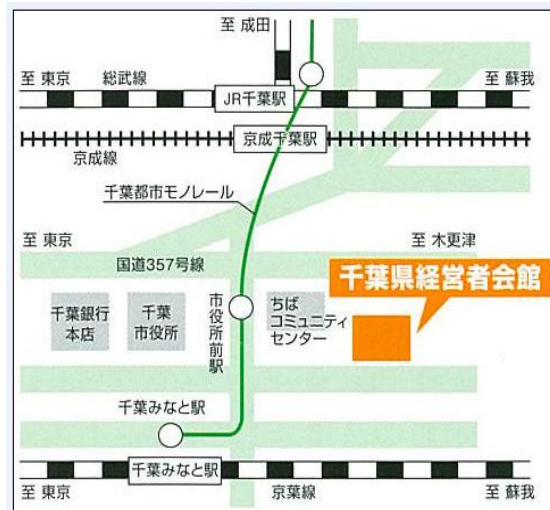 至 成田
至 東京
総武線
至 蘇我
JR千葉駅
京成千葉駅
京成線
千葉都市モノレール
至 東京
至 木更津
国道357号線
千葉県経営者会館
千葉銀行
本店
千葉
市役所
市役所前駅
ちば
コミュニティ
センター
千葉みなと駅
千葉みなと駅
至 東京
京葉線
至 蘇我